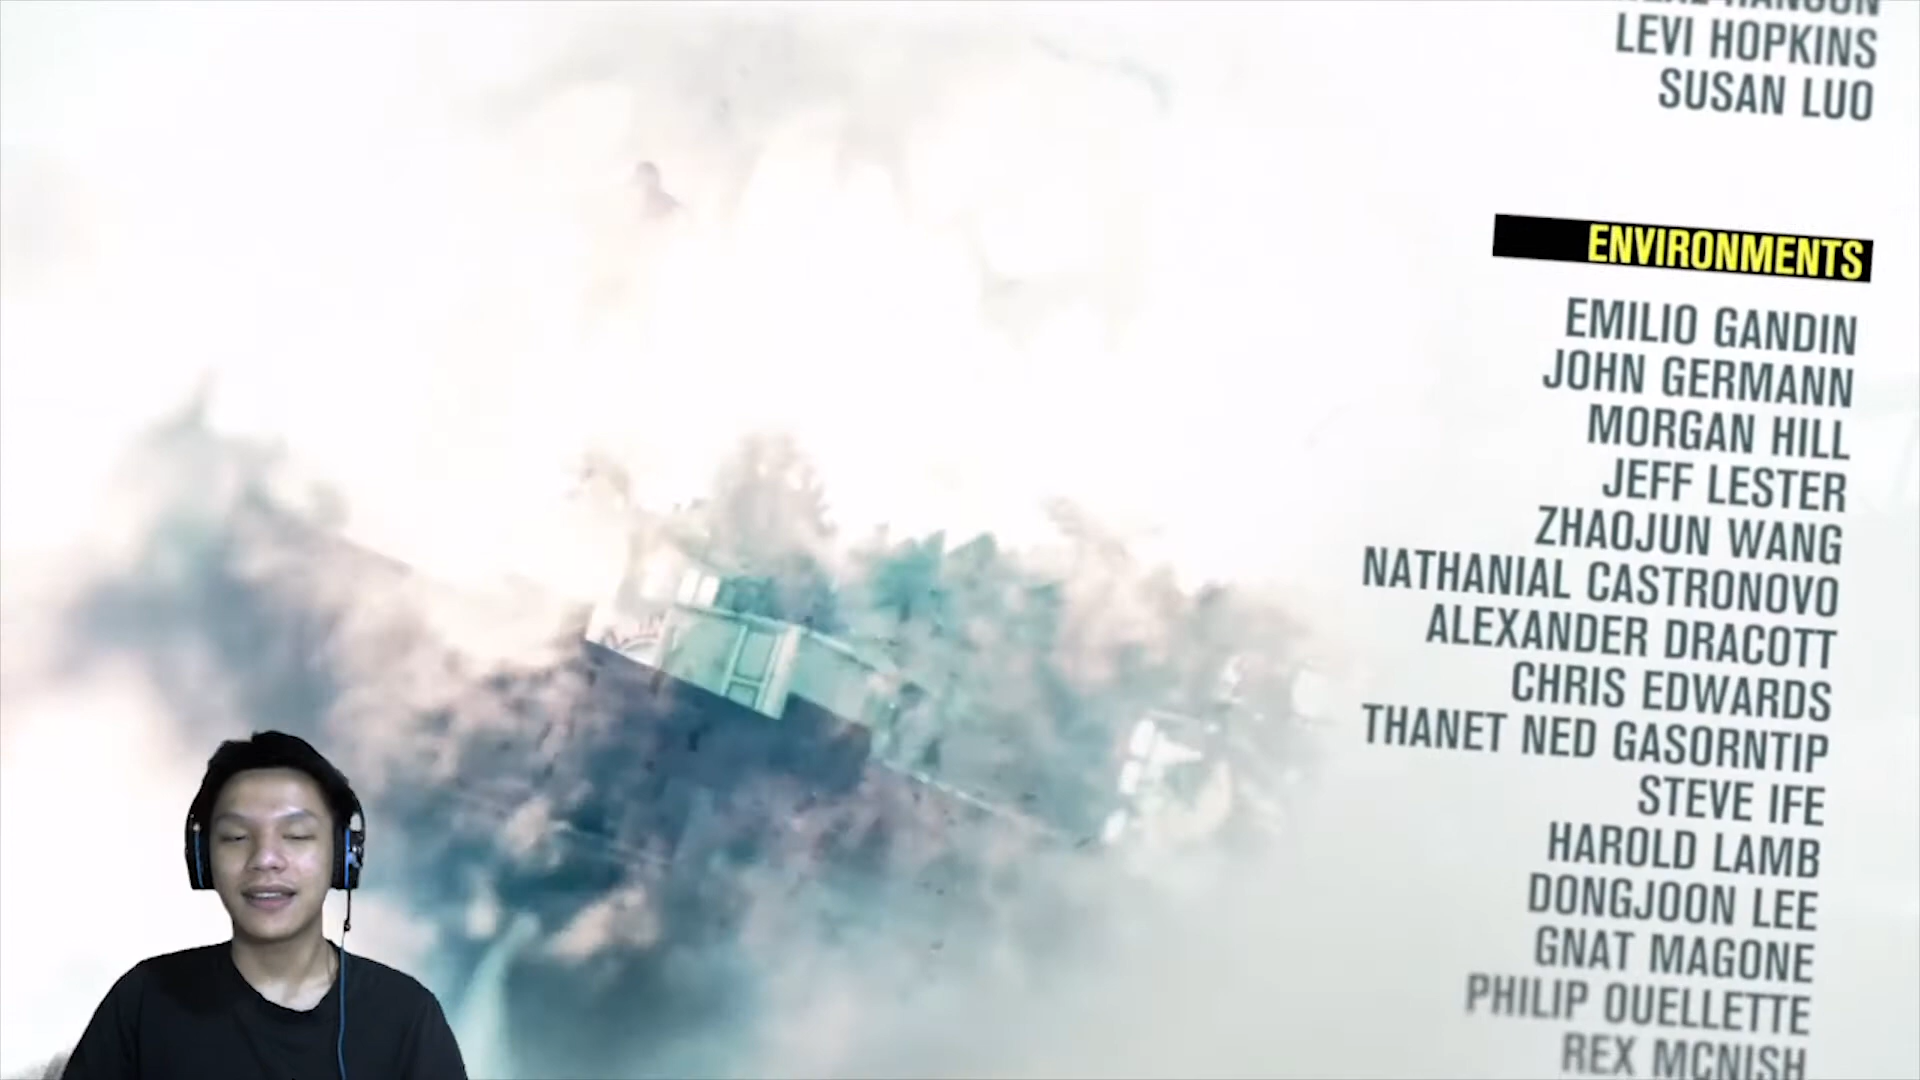 HANSON
LEVI HOPKINS
SUSAN LUO
ENVIRONMENTS
EMILIO GANDIN
JOHN GERMANN
MORGAN HILL
JEFF LESTER
ZHAOJUN WANG
NATHANIAL CASTRONOVO
ALEXANDER DRACOTT
CHRIS EDWARDS
THANET NED GASORNTIP
STEVE IFE
HAROLD LAMB
DONGJOON LEE
GNAT MAGONE
PHILIP OUELLETTE
REX MCNISH